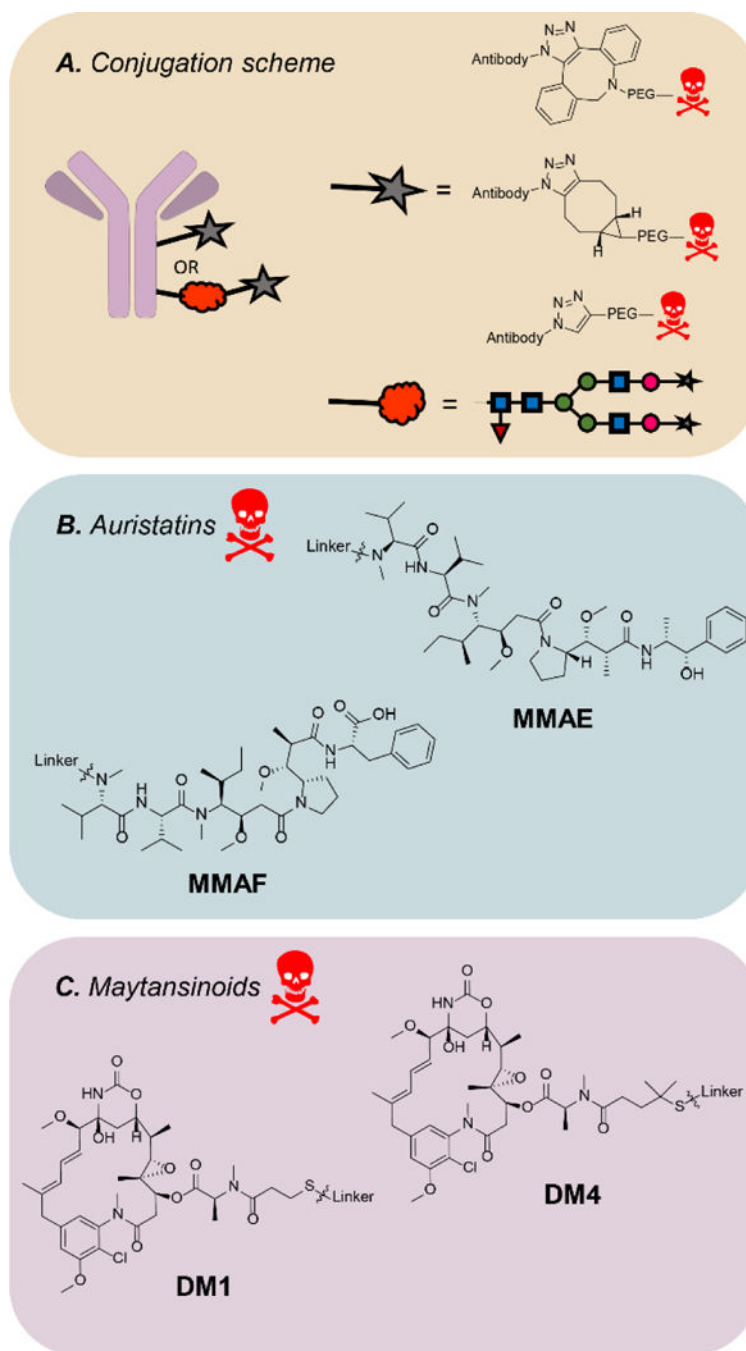 A. Conjugation scheme
Antibody
N
N
N
N
PEG
OR
=
Antibody
N
N
N
H
H
PEG
Antibody
N
N
N
PEG
=
B. Auristatins
Linker
N
O
HN
O
N
O
O
N
H
O
O
N
H
OH
MMAE
Linker
N
O
H
N
O
N
O
O
N
O
O
N
H
O
OH
MMAF
C. Maytansinoids
O
HN
O
O
OH
H
O
O
O
N
O
S
Linker
N
O
Cl
O
DM4
O
HN
O
O
OH
H
O
O
O
N
O
S
Linker
N
O
Cl
O
DM1